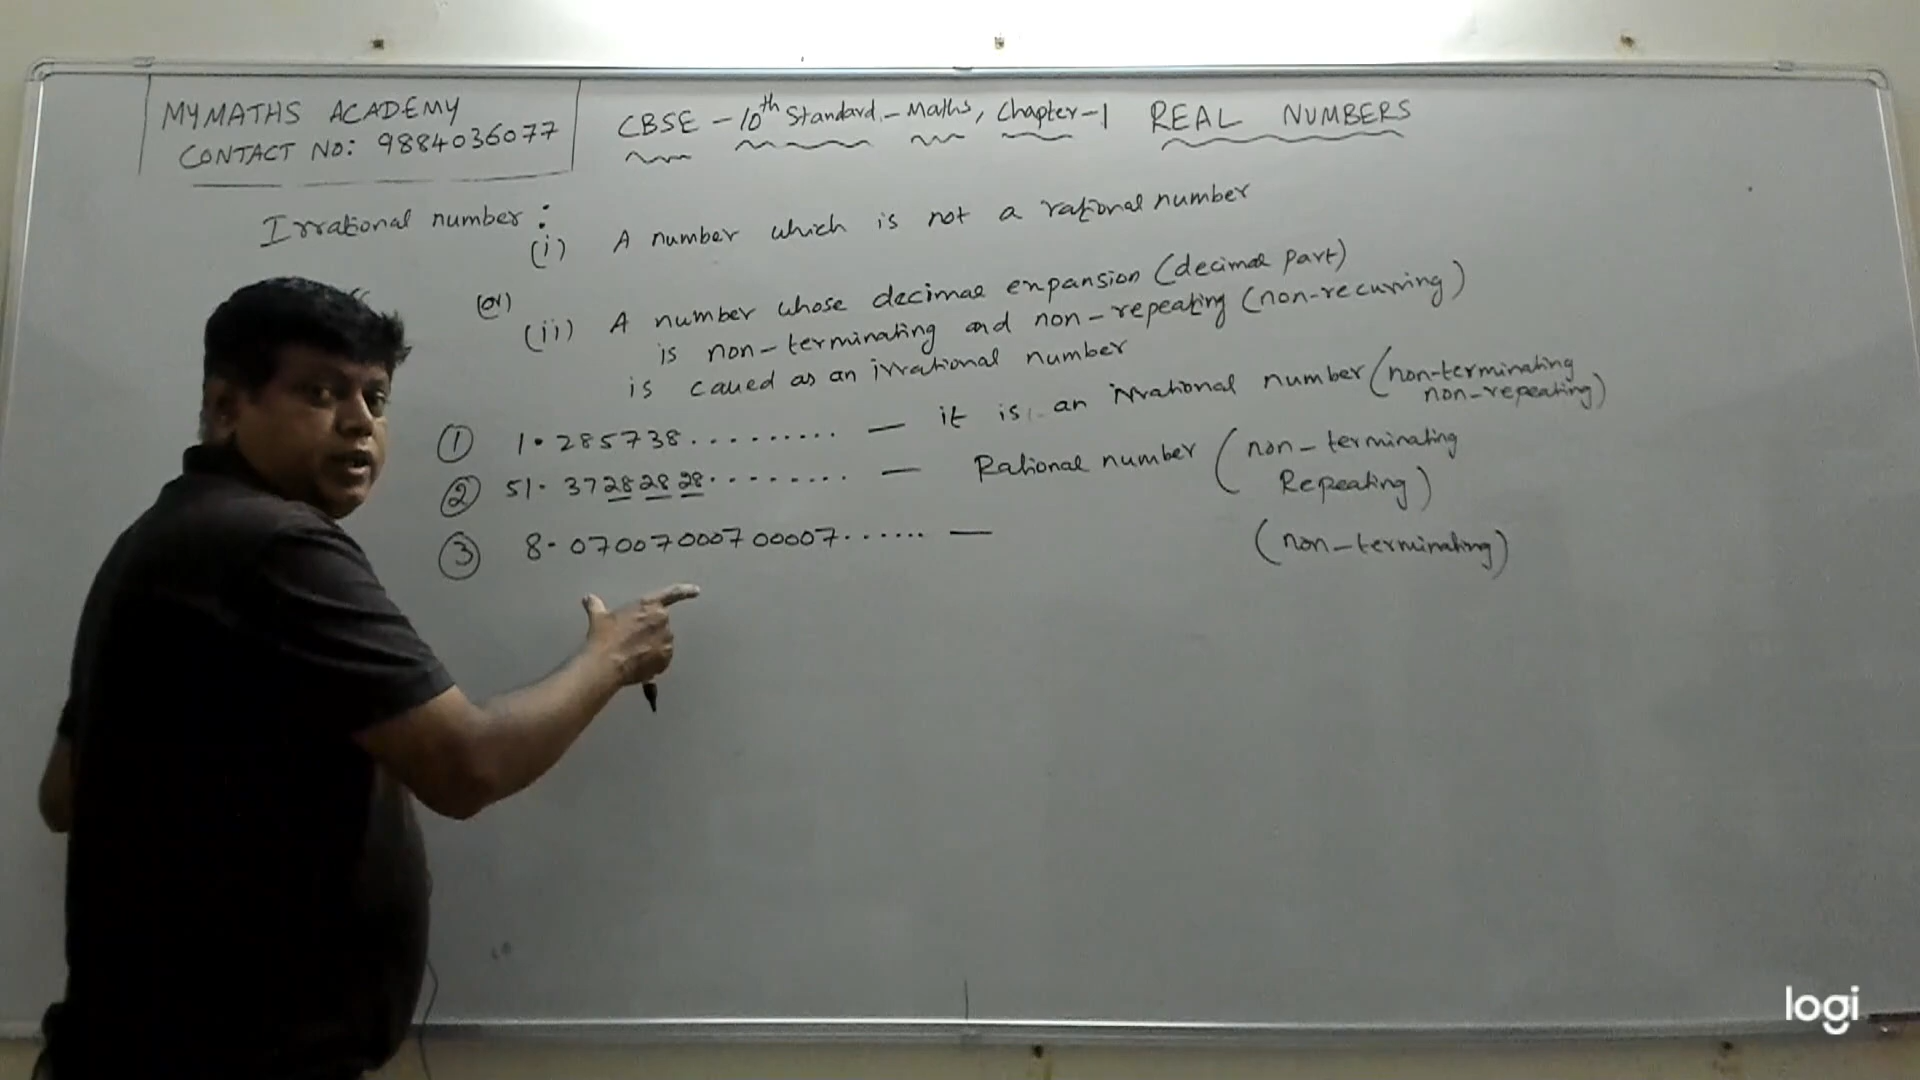 MYMATHS ACADEMY
CONTACT NO: 9884036077
CBSE - 10th Standard - Maths, Chapter-1 REAL NUMBERS
Irrational number:
(i) A number which is not a rational number
(or)
(ii) A number whose decimal expansion (decimal part)
is non-terminating and non-repeating (non-recurring)
is called as an irrational number
① 1.285738......... — it is an irrational number (non-terminating
non-repeating)
② 51.37282828......... — Rational number (non-terminating
Repeating)
③ 8.07007000700007...... — (non-terminating)
logi